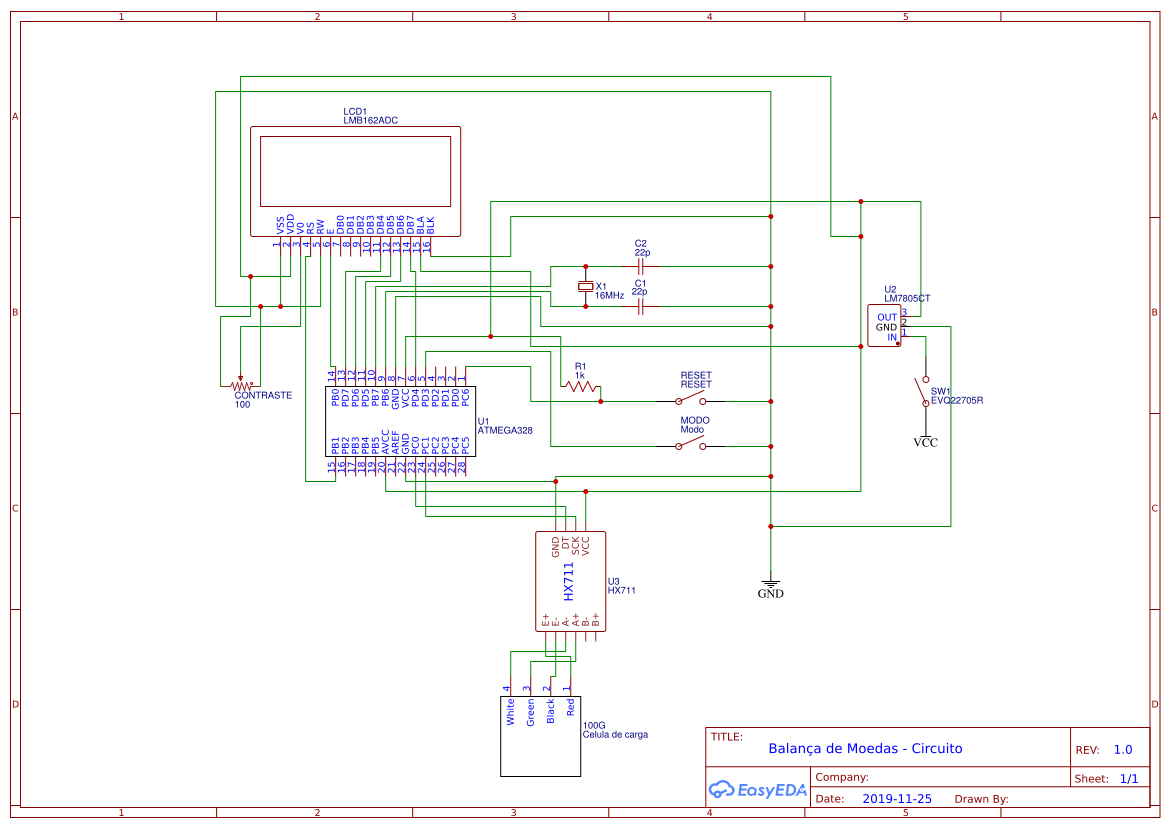 1 2 3 4 5
A A
LCD1
LMB162ADC
VSS VDD V0 RS RW E DB0 DB1 DB2 DB3 DB4 DB5 DB6 DB7 BLA BLK
1 2 3 4 5 6 7 8 9 10 11 12 13 14 15 16
C2
22p
X1
16MHz
C1
22p
B B
U2
LM7805CT
OUT 3
GND 2
IN 1
CONTRASTE
100
R1
1k
RESET
RESET
SW1
EVQ22705R
VCC
14 13 12 11 10 9 8 7 6 5 4 3 2 1
PB0 PD7 PD6 PD5 PB7 PB6 GND VCC PD4 PD3 PD2 PD1 PD0 PC6
U1
ATMEGA328
MODO
Modo
PB1 PB2 PB3 PB4 PB5 AVCC AREF GND PC0 PC1 PC2 PC3 PC4 PC5
15 16 17 18 19 20 21 22 23 24 25 26 27 28
C C
GND DT SCK VCC
HX711
U3
HX711
E+ E- A- A+ B- B+
GND
4 3 2 1
White Green Black Red
100G
Celula de carga
D D
TITLE:
Balança de Moedas - Circuito
REV: 1.0
EasyEDA
Company:
Sheet: 1/1
Date: 2019-11-25 Drawn By:
1 2 3 4 5